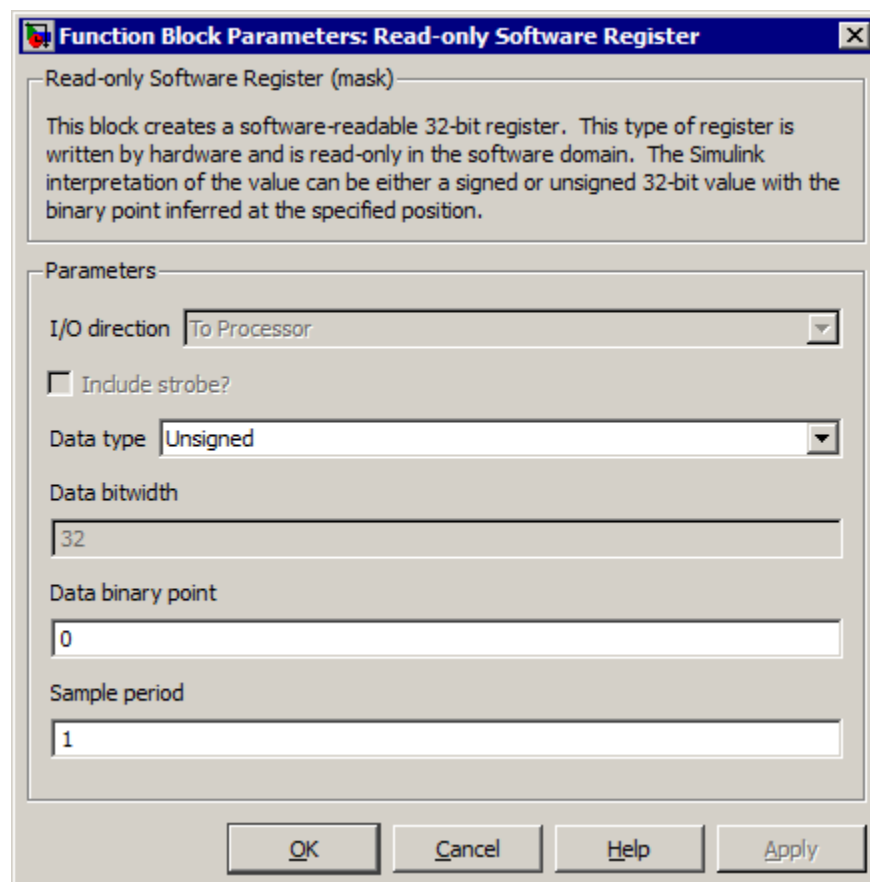 Function Block Parameters: Read-only Software Register
Read-only Software Register (mask)
This block creates a software-readable 32-bit register. This type of register is
written by hardware and is read-only in the software domain. The Simulink
interpretation of the value can be either a signed or unsigned 32-bit value with the
binary point inferred at the specified position.
Parameters
I/O direction To Processor
Include strobe?
Data type Unsigned
Data bitwidth
32
Data binary point
0
Sample period
1
OK Cancel Help Apply